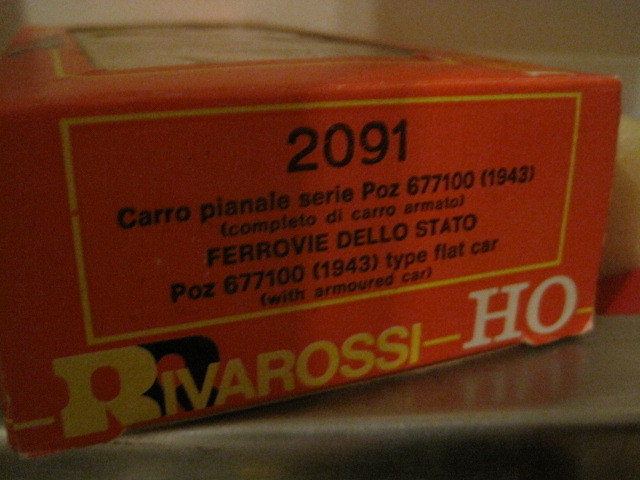 2091
Carro pianale serie Poz 677100 (1943)
(completo di carro armato)
FERROVIE DELLO STATO
Poz 677100 (1943) type flat car
(with armoured car)
RIVAROSSI HO